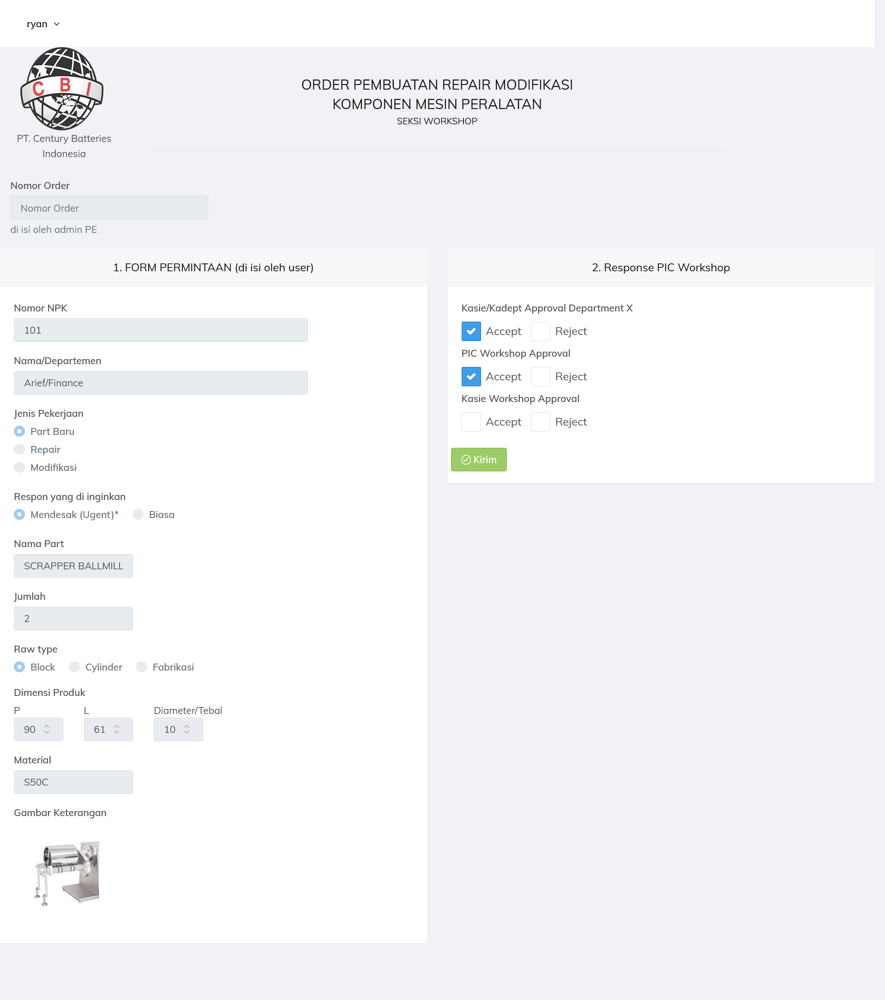 ryan
C B I
PT. Century Batteries
Indonesia
ORDER PEMBUATAN REPAIR MODIFIKASI
KOMPONEN MESIN PERALATAN
SEKSI WORKSHOP
Nomor Order
Nomor Order
di isi oleh admin PE
1. FORM PERMINTAAN (di isi oleh user)
Nomor NPK
101
Nama/Departemen
Arief/Finance
Jenis Pekerjaan
Part Baru
Repair
Modifikasi
Respon yang di inginkan
Mendesak (Ugent)* Biasa
Nama Part
SCRAPPER BALLMILL
Jumlah
2
Raw type
Block Cylinder Fabrikasi
Dimensi Produk
P L Diameter/Tebal
90 61 10
Material
S50C
Gambar Keterangan
2. Response PIC Workshop
Kasie/Kadept Approval Department X
Accept Reject
PIC Workshop Approval
Accept Reject
Kasie Workshop Approval
Accept Reject
Kirim